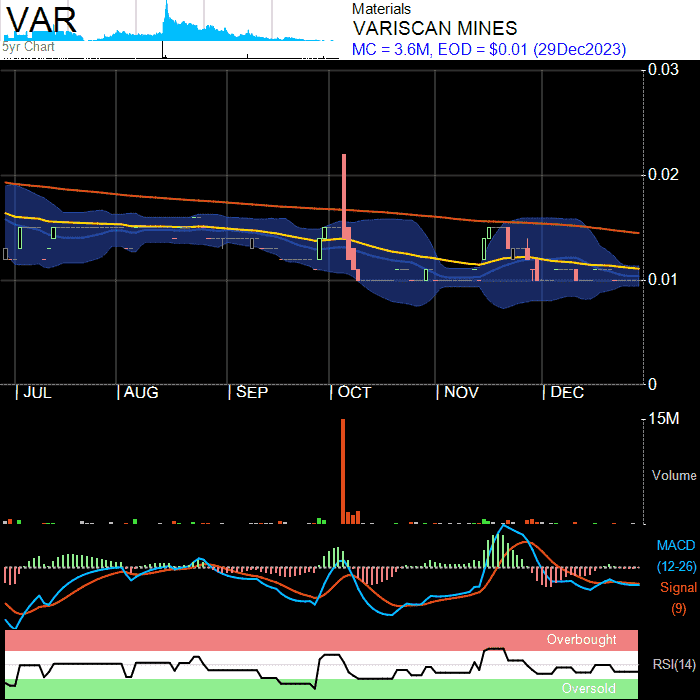 VAR
5yr Chart
Materials
VARISCAN MINES
MC = 3.6M, EOD = $0.01 (29Dec2023)
0.03
0.02
0.01
0
JUL AUG SEP OCT NOV DEC
15M
Volume
MACD
(12-26)
Signal
(9)
Overbought
RSI(14)
Oversold